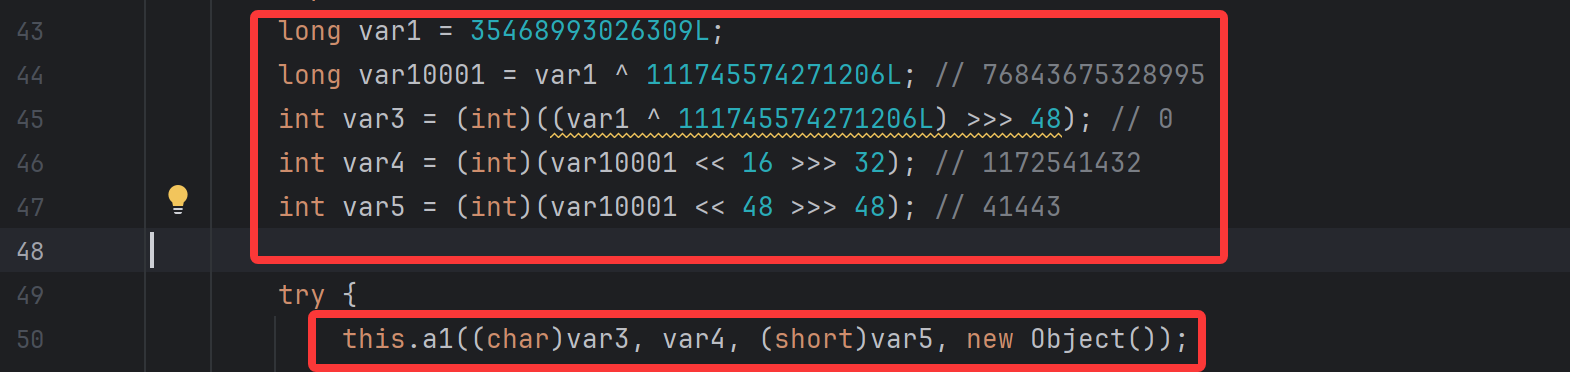 43 long var1 = 354689993026309L;
44 long var10001 = var1 ^ 111745574271206L; // 76843675328995
45 int var3 = (int)((var1 ^ 111745574271206L) >>> 48); // 0
46 int var4 = (int)(var10001 << 16 >>> 32); // 1172541432
47 int var5 = (int)(var10001 << 48 >>> 48); // 41443
48
49 try {
50 this.a1((char)var3, var4, (short)var5, new Object());